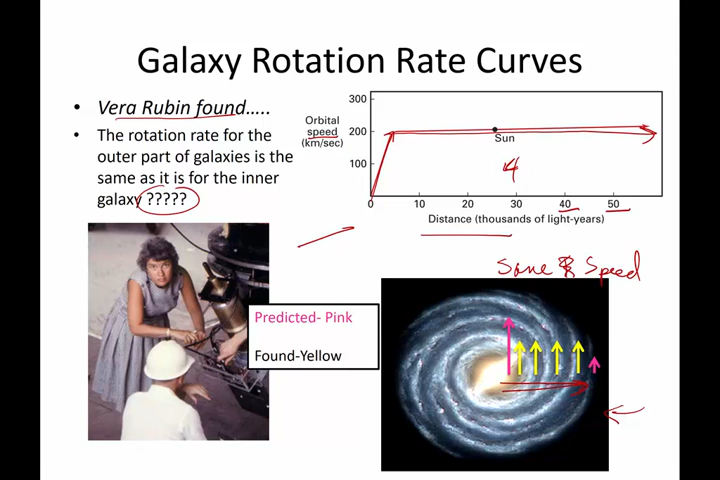 Galaxy Rotation Rate Curves
• Vera Rubin found…..
• The rotation rate for the
outer part of galaxies is the
same as it is for the inner
galaxy ?????
Orbital
speed
(km/sec)
300
200
100
Sun
0 10 20 30 40 50
Distance (thousands of light-years)
Same Speed
Predicted- Pink
Found-Yellow